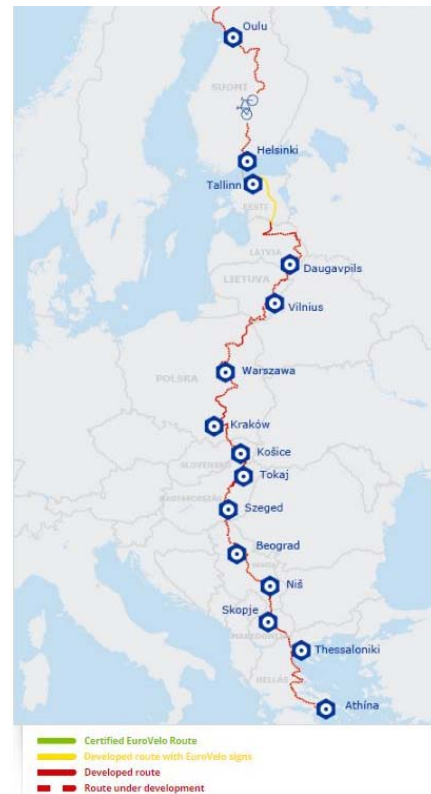 Oulu
SUOMI
Helsinki
Tallinn
EESTI
LATVIA
Daugavpils
LIETUVA
Vilnius
Warszawa
POLSKA
Kraków
Košice
SLOVENSKO
Tokaj
MAGYARORSZÁG
Szeged
Beograd
Niš
Skopje
Thessaloniki
HELLÁS
Athína
Certified EuroVelo Route
Developed route with EuroVelo signs
Developed route
Route under development